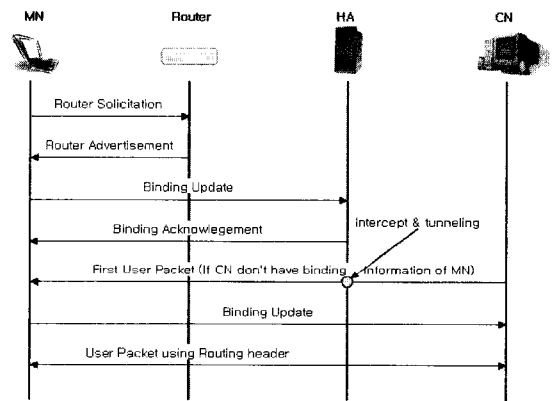 MN Router HA CN
Router Solicitation
Router Advertisement
Binding Update
Binding Acknowlegement
intercept & tunneling
First User Packet (If CN don't have binding Information of MN)
Binding Update
User Packet using Routing header